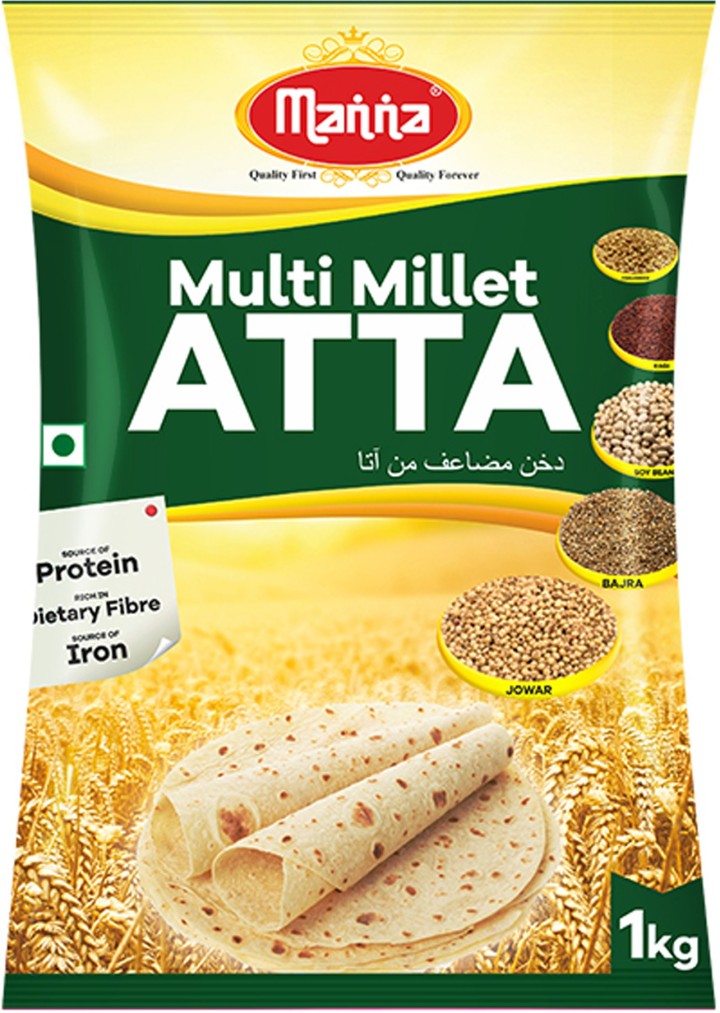 Manna®
Quality First Quality Forever
Multi Millet
ATTA
دخن مضاعف من آتا
SOURCE OF
Protein
RICH IN
Dietary Fibre
SOURCE OF
Iron
RAGI
SOY BEAN
BAJRA
JOWAR
1kg